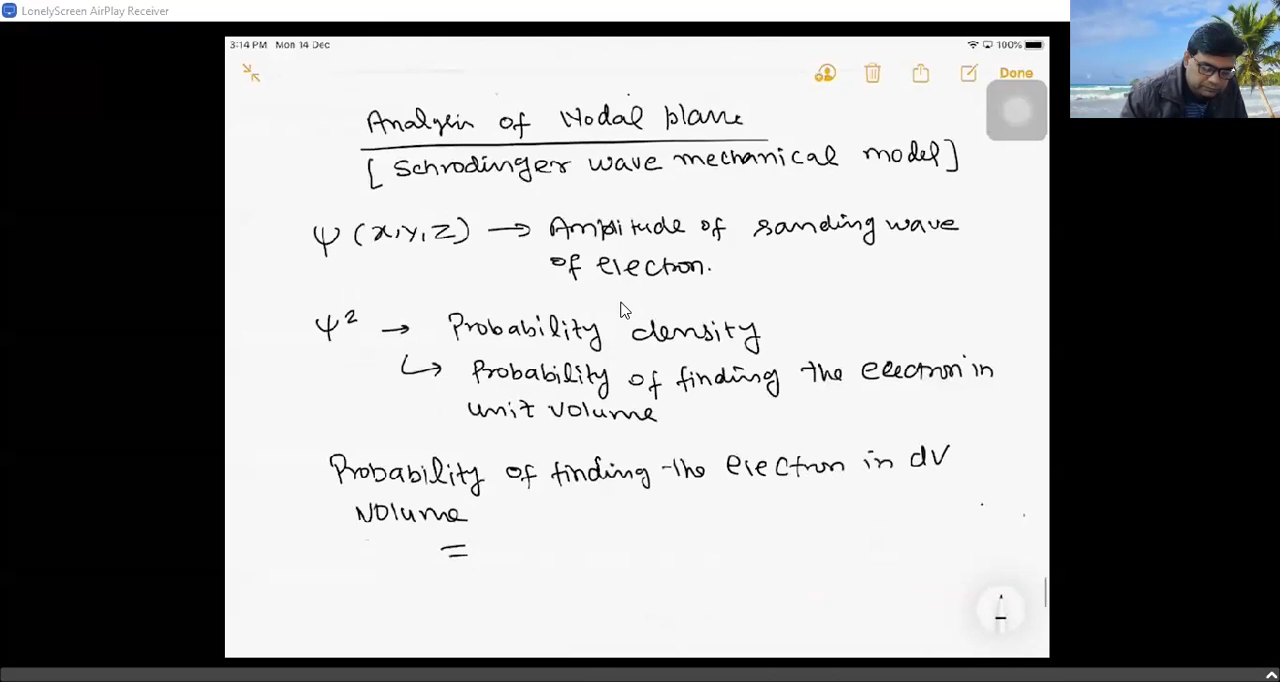 LonelyScreen AirPlay Receiver
3:14 PM Mon 14 Dec
100%
Done
Analysis of Nodal plane
[Schrodinger wave mechanical model]
Ψ (x,y,z) → Amplitude of sanding wave
of electron.
Ψ² → Probability density
↳ Probability of finding the electron in
unit volume
Probability of finding the electron in dV
volume
=